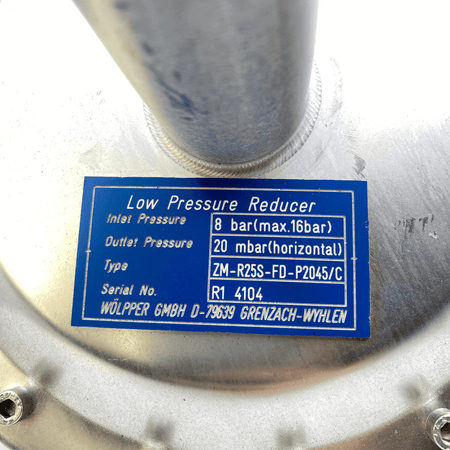 Low Pressure Reducer
Inlet Pressure 8 bar(max.16bar)
Outlet Pressure 20 mbar(horizontal)
Type ZM-R25S-FD-P2045/C
Serial No. R1 4104
WÖLPPER GMBH D-79639 GRENZACH-WYHLEN